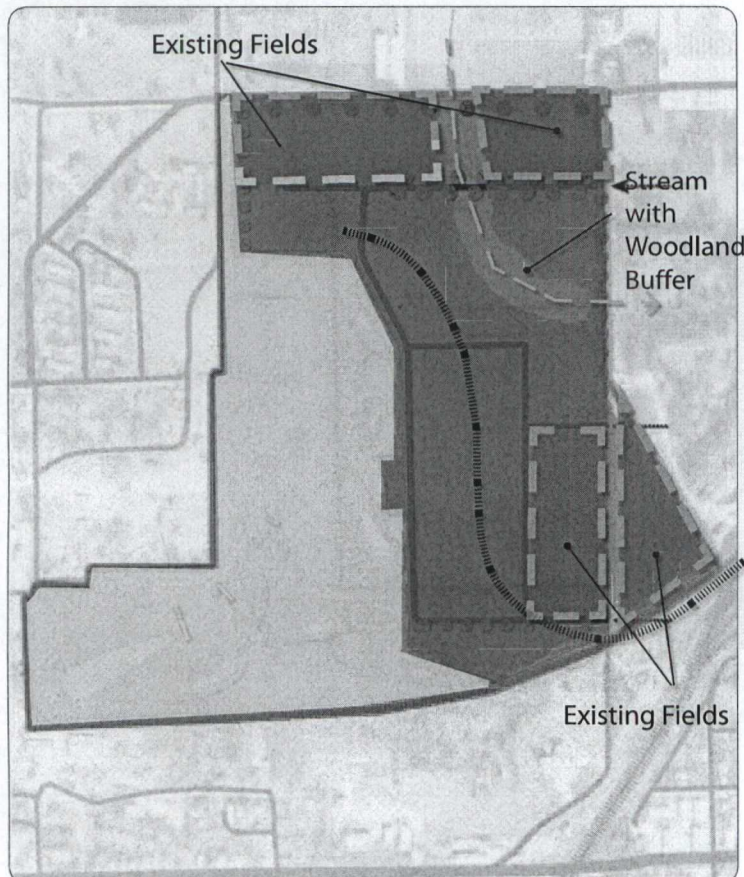 Existing Fields
Stream
with
Woodland
Buffer
Existing Fields